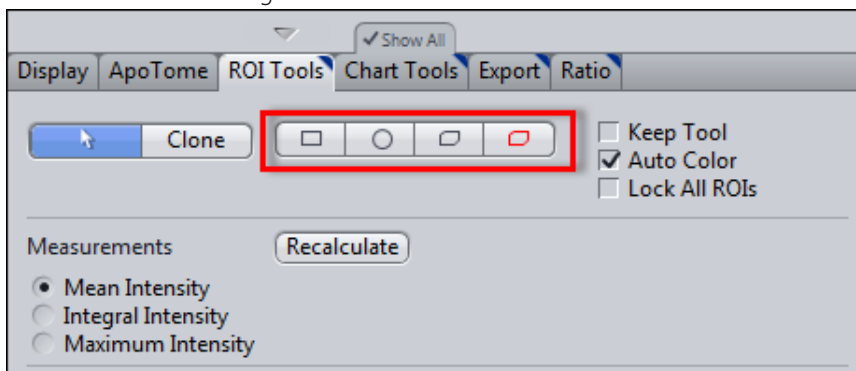 Show All
Display ApoTome ROI Tools Chart Tools Export Ratio
Clone
Keep Tool
Auto Color
Lock All ROIs
Measurements Recalculate
Mean Intensity
Integral Intensity
Maximum Intensity